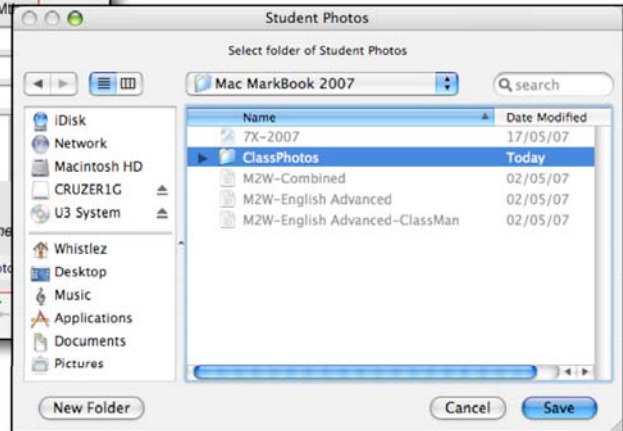 Student Photos
Select folder of Student Photos
Mac MarkBook 2007
search
iDisk
Network
Macintosh HD
CRUZER1G
U3 System
Whistlez
Desktop
Music
Applications
Documents
Pictures
Name Date Modified
7X-2007 17/05/07
ClassPhotos Today
M2W-Combined 02/05/07
M2W-English Advanced 02/05/07
M2W-English Advanced-ClassMan 02/05/07
New Folder Cancel Save